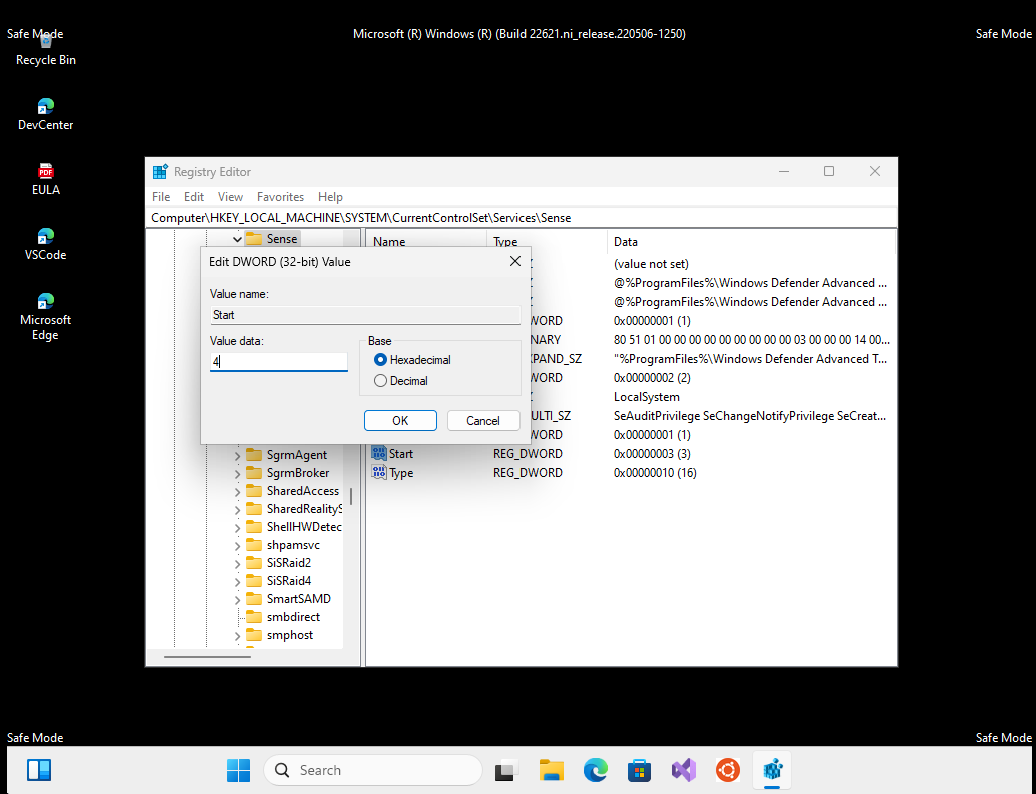 Safe Mode
Microsoft (R) Windows (R) (Build 22621.ni_release.220506-1250)
Safe Mode
Recycle Bin
DevCenter
PDF
EULA
VSCode
Microsoft
Edge
Registry Editor
File Edit View Favorites Help
Computer\HKEY_LOCAL_MACHINE\SYSTEM\CurrentControlSet\Services\Sense
Sense
Name Type Data
Edit DWORD (32-bit) Value
Value name:
Start
Value data:
4
Base
Hexadecimal
Decimal
OK Cancel
(value not set)
@%ProgramFiles%\Windows Defender Advanced ...
@%ProgramFiles%\Windows Defender Advanced ...
WORD 0x00000001 (1)
NARY 80 51 01 00 00 00 00 00 00 00 00 00 03 00 00 00 14 00...
XPAND_SZ "%ProgramFiles%\Windows Defender Advanced T...
WORD 0x00000002 (2)
LocalSystem
ULTI_SZ SeAuditPrivilege SeChangeNotifyPrivilege SeCreat...
WORD 0x00000001 (1)
Start REG_DWORD 0x00000003 (3)
Type REG_DWORD 0x00000010 (16)
SgrmAgent
SgrmBroker
SharedAccess
SharedRealityS
ShellHWDetec
shpamsvc
SiSRaid2
SiSRaid4
SmartSAMD
smbdirect
smphost
Safe Mode
Safe Mode
Search